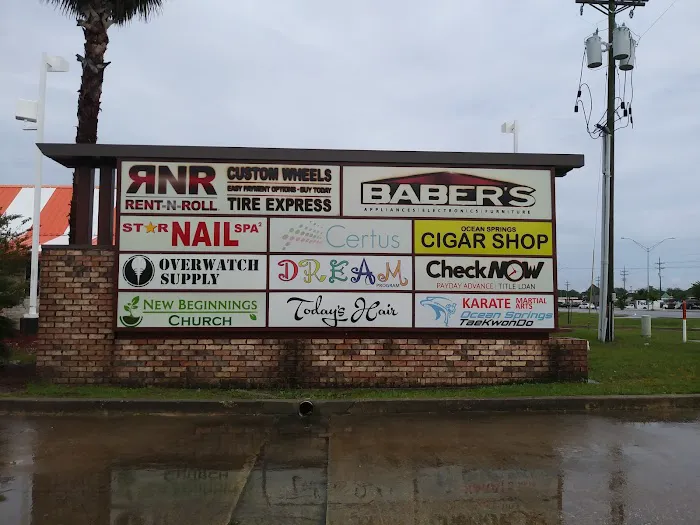 RNR
RENT-N-ROLL
CUSTOM WHEELS
EASY PAYMENT OPTIONS · BUY TODAY
TIRE EXPRESS
BABER'S
APPLIANCES | ELECTRONICS | FURNITURE
STAR NAIL SPA
Certus
OCEAN SPRINGS
CIGAR SHOP
OVERWATCH
SUPPLY
DREAM
PROGRAM
CheckNOW
PAYDAY ADVANCE | TITLE LOAN
NEW BEGINNINGS
CHURCH
Today's Hair
KARATE MARTIAL ARTS
Ocean Springs
TaeKwonDo